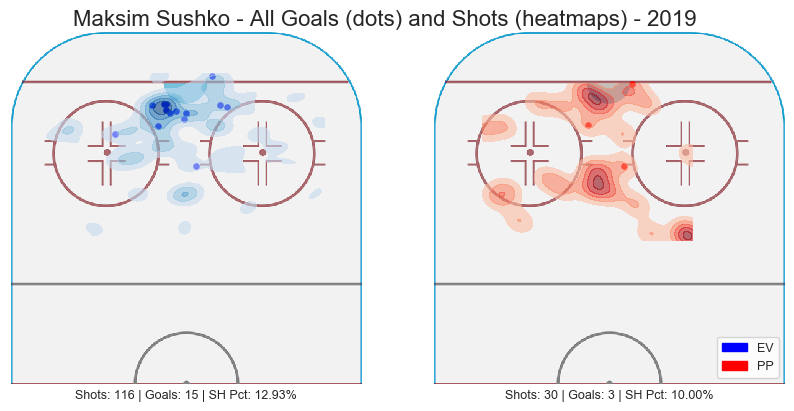 Maksim Sushko - All Goals (dots) and Shots (heatmaps) - 2019
EV
PP
Shots: 116 | Goals: 15 | SH Pct: 12.93%
Shots: 30 | Goals: 3 | SH Pct: 10.00%